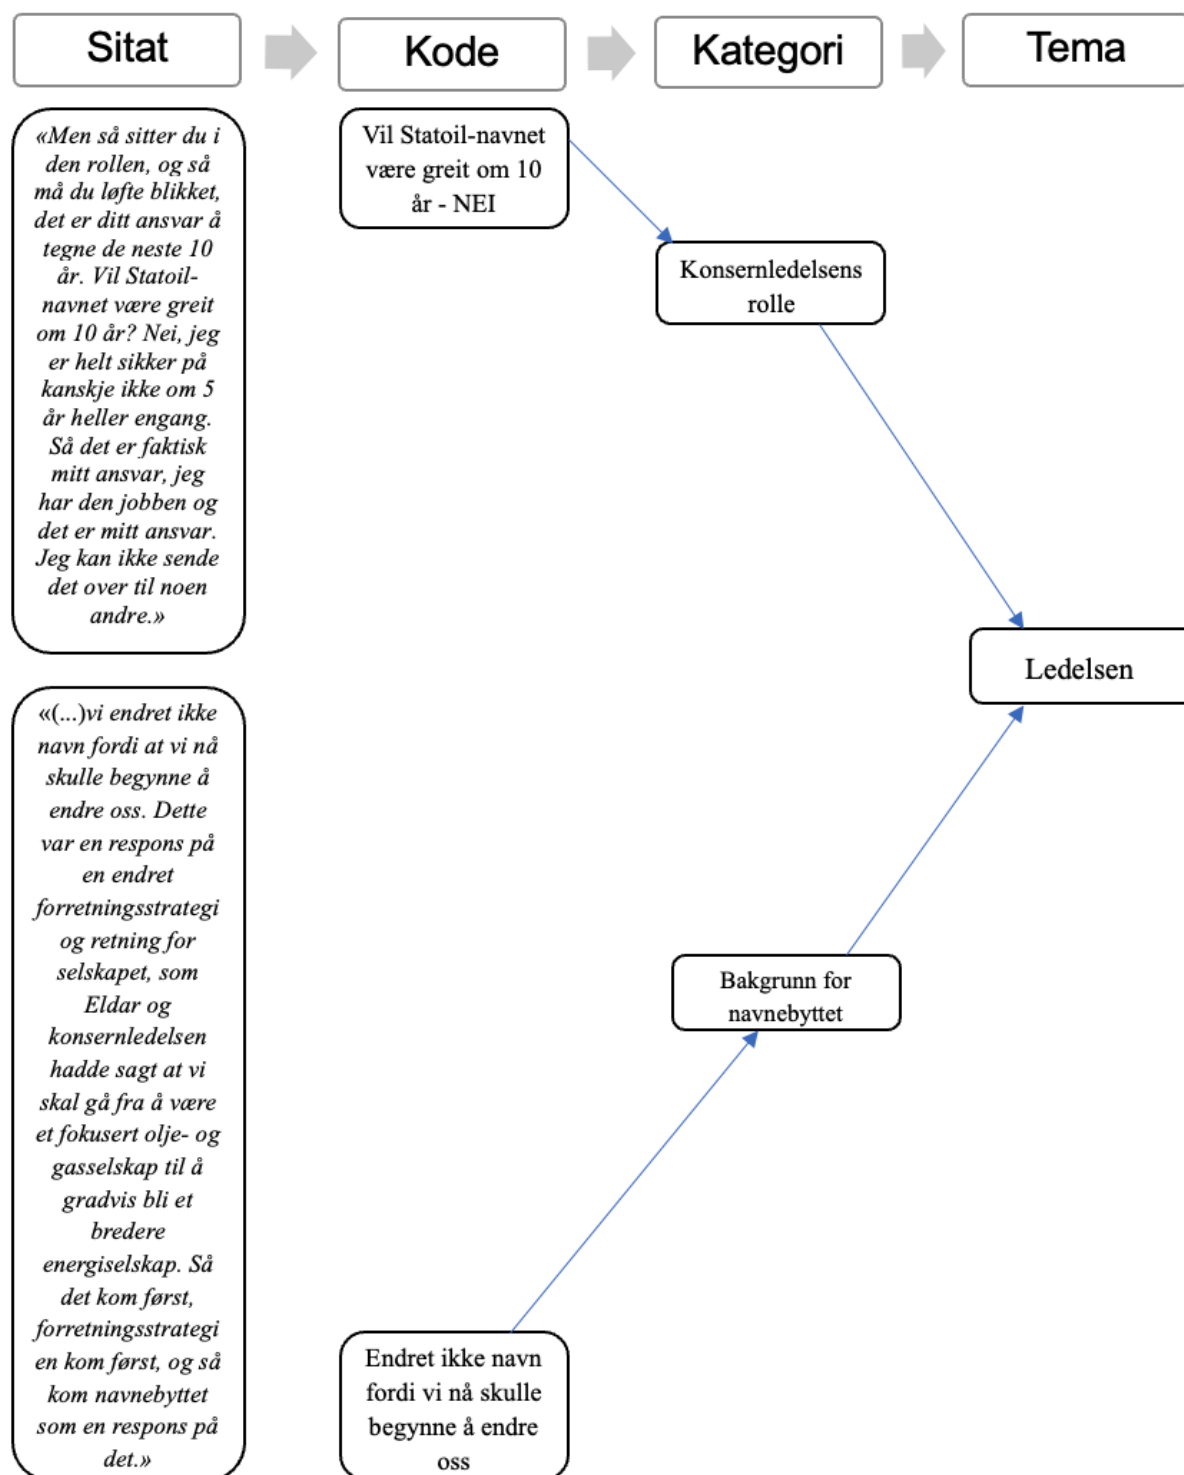 Sitat
Kode
Kategori
Tema
«Men så sitter du i
den rollen, og så
må du løfte blikket,
det er ditt ansvar å
tegne de neste 10
år. Vil Statoil-
navnet være greit
om 10 år? Nei, jeg
er helt sikker på
kanskje ikke om 5
år heller engang.
Så det er faktisk
mitt ansvar, jeg
har den jobben og
det er mitt ansvar.
Jeg kan ikke sende
det over til noen
andre.»
Vil Statoil-navnet
være greit om 10
år - NEI
Konsernledelsens
rolle
Ledelsen
«(...)vi endret ikke
navn fordi at vi nå
skulle begynne å
endre oss. Dette
var en respons på
en endret
forretningsstrategi
og retning for
selskapet, som
Eldar og
konsernledelsen
hadde sagt at vi
skal gå fra å være
et fokusert olje- og
gasselskap til å
gradvis bli et
bredere
energiselskap. Så
det kom først,
forretningsstrategi
en kom først, og så
kom navnebyttet
som en respons på
det.»
Bakgrunn for
navnebyttet
Endret ikke navn
fordi vi nå skulle
begynne å endre
oss